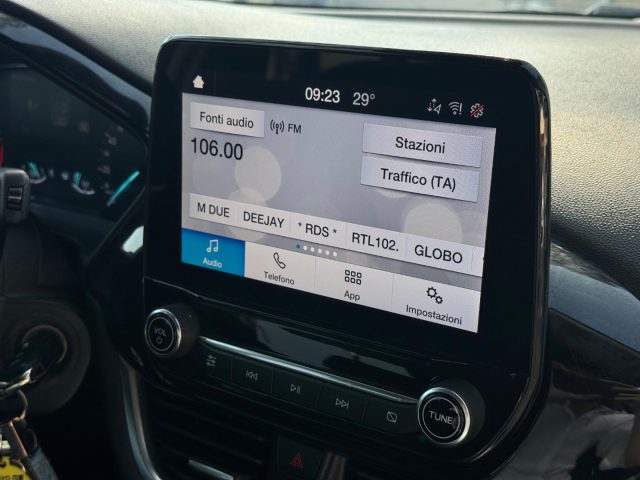 09:23 29°
Fonti audio FM
Stazioni
106.00
Traffico (TA)
M DUE DEEJAY * RDS * RTL102. GLOBO
Audio Telefono App Impostazioni
VOL
TUNE